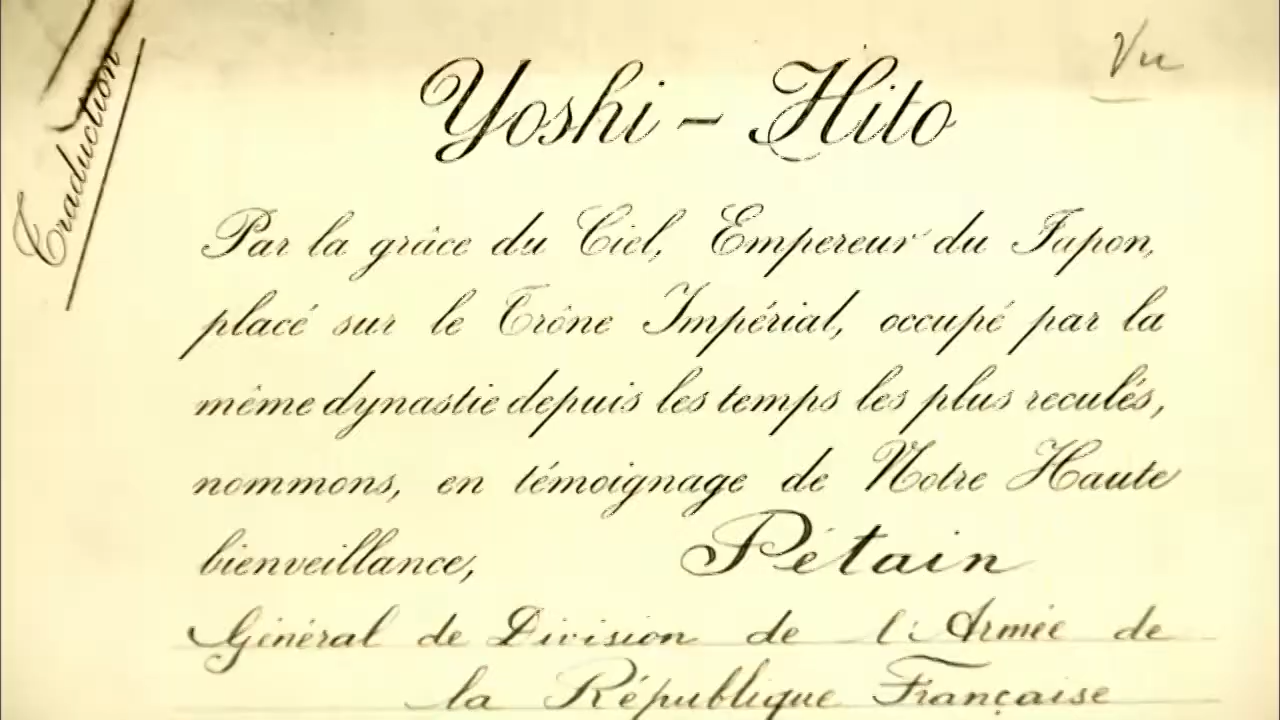 Traduction
Vu
Yoshi - Hito
Par la grâce du Ciel, Empereur du Japon,
placé sur le Trône Impérial, occupé par la
même dynastie depuis les temps les plus reculés,
nommons, en témoignage de Notre Haute
bienveillance, Pétain
Général de Division de l'Armée de
la République Française